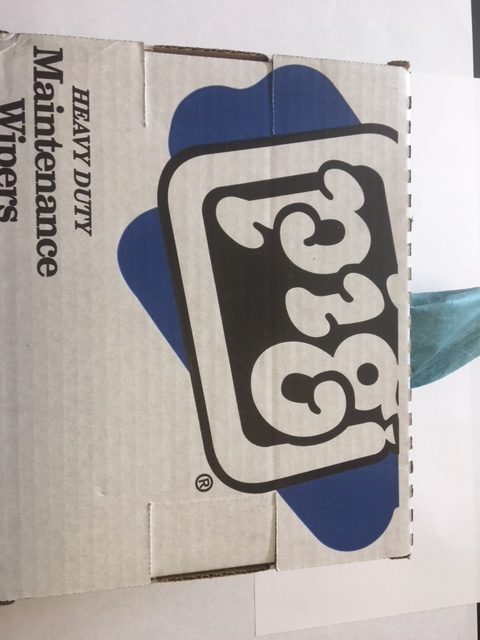 pig
®
HEAVY DUTY
Maintenance
Wipers